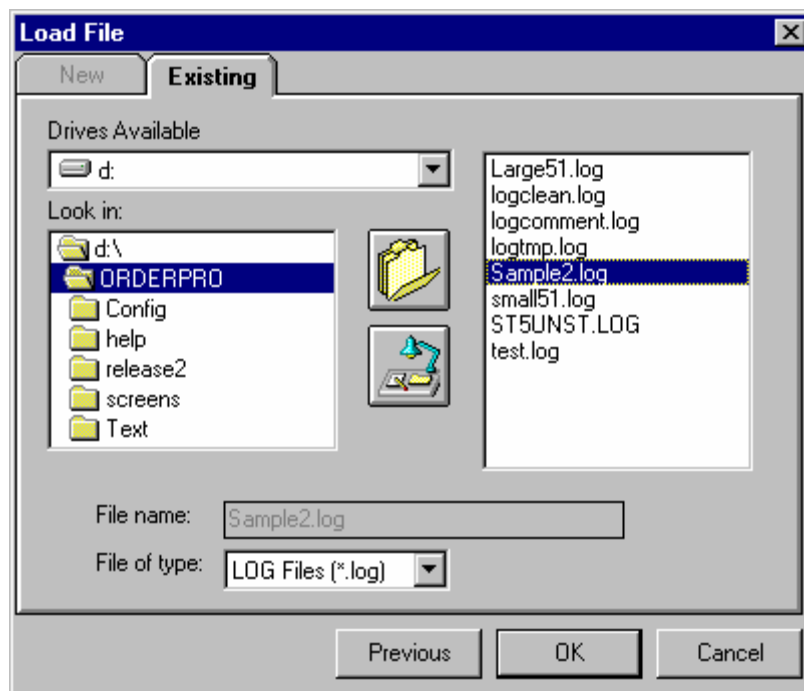 Load File
New
Existing
Drives Available
d:
Look in:
d:\
ORDERPRO
Config
help
release2
screens
Text
Large51.log
logclean.log
logcomment.log
logtmp.log
Sample2.log
small51.log
ST5UNST.LOG
test.log
File name:
Sample2.log
File of type:
LOG Files (*.log)
Previous
OK
Cancel